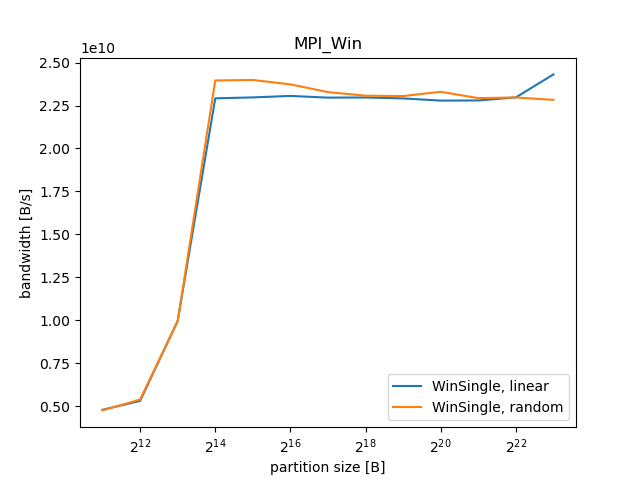 MPI_Win
1e10
2.50
2.25
2.00
1.75
1.50
1.25
1.00
0.75
0.50
bandwidth [B/s]
WinSingle, linear
WinSingle, random
2^12 2^14 2^16 2^18 2^20 2^22
partition size [B]